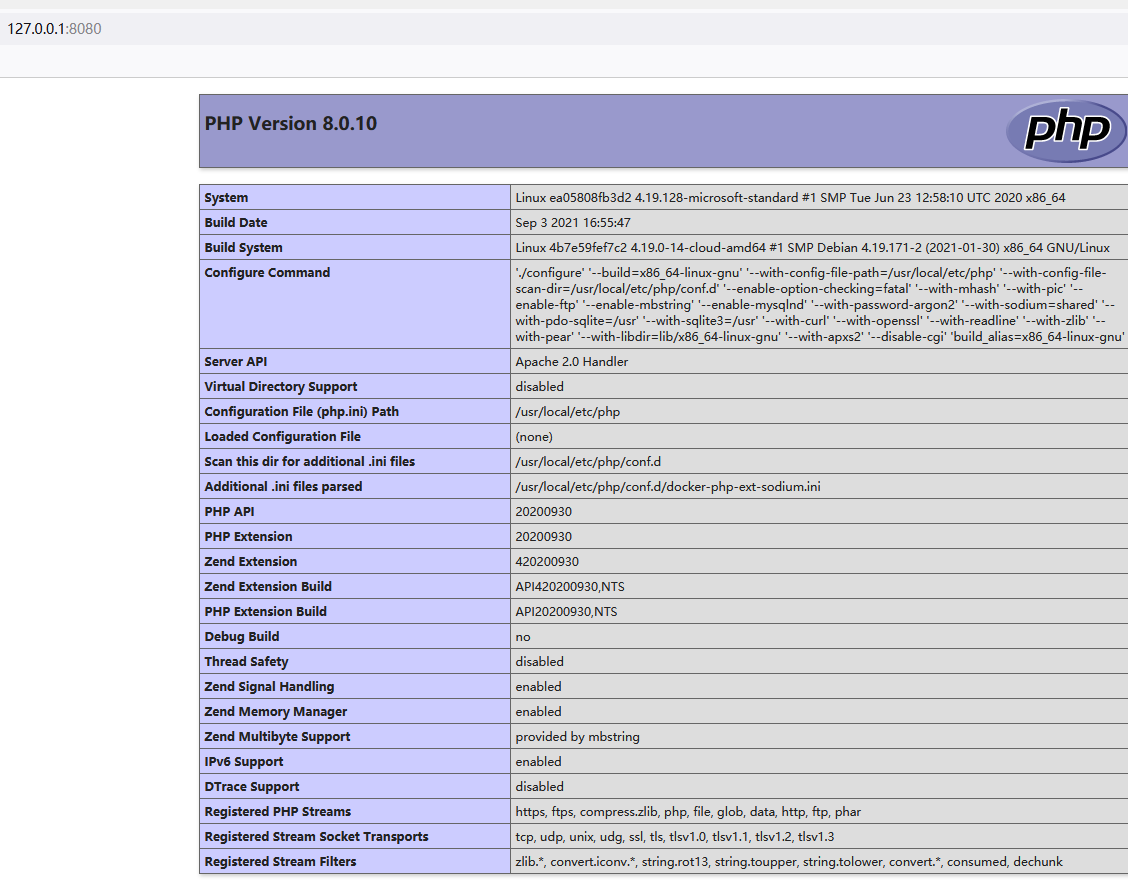 127.0.0.1:8080
PHP Version 8.0.10
php
System Linux ea05808fb3d2 4.19.128-microsoft-standard #1 SMP Tue Jun 23 12:58:10 UTC 2020 x86_64
Build Date Sep 3 2021 16:55:47
Build System Linux 4b7e59fef7c2 4.19.0-14-cloud-amd64 #1 SMP Debian 4.19.171-2 (2021-01-30) x86_64 GNU/Linux
Configure Command './configure' '--build=x86_64-linux-gnu' '--with-config-file-path=/usr/local/etc/php' '--with-config-file-
scan-dir=/usr/local/etc/php/conf.d' '--enable-option-checking=fatal' '--with-mhash' '--with-pic' '--
enable-ftp' '--enable-mbstring' '--enable-mysqlnd' '--with-password-argon2' '--with-sodium=shared' '--
with-pdo-sqlite=/usr' '--with-sqlite3=/usr' '--with-curl' '--with-openssl' '--with-readline' '--with-zlib' '--
with-pear' '--with-libdir=lib/x86_64-linux-gnu' '--with-apxs2' '--disable-cgi' 'build_alias=x86_64-linux-gnu'
Server API Apache 2.0 Handler
Virtual Directory Support disabled
Configuration File (php.ini) Path /usr/local/etc/php
Loaded Configuration File (none)
Scan this dir for additional .ini files /usr/local/etc/php/conf.d
Additional .ini files parsed /usr/local/etc/php/conf.d/docker-php-ext-sodium.ini
PHP API 20200930
PHP Extension 20200930
Zend Extension 420200930
Zend Extension Build API420200930,NTS
PHP Extension Build API20200930,NTS
Debug Build no
Thread Safety disabled
Zend Signal Handling enabled
Zend Memory Manager enabled
Zend Multibyte Support provided by mbstring
IPv6 Support enabled
DTrace Support disabled
Registered PHP Streams https, ftps, compress.zlib, php, file, glob, data, http, ftp, phar
Registered Stream Socket Transports tcp, udp, unix, udg, ssl, tls, tlsv1.0, tlsv1.1, tlsv1.2, tlsv1.3
Registered Stream Filters zlib.*, convert.iconv.*, string.rot13, string.toupper, string.tolower, convert.*, consumed, dechunk